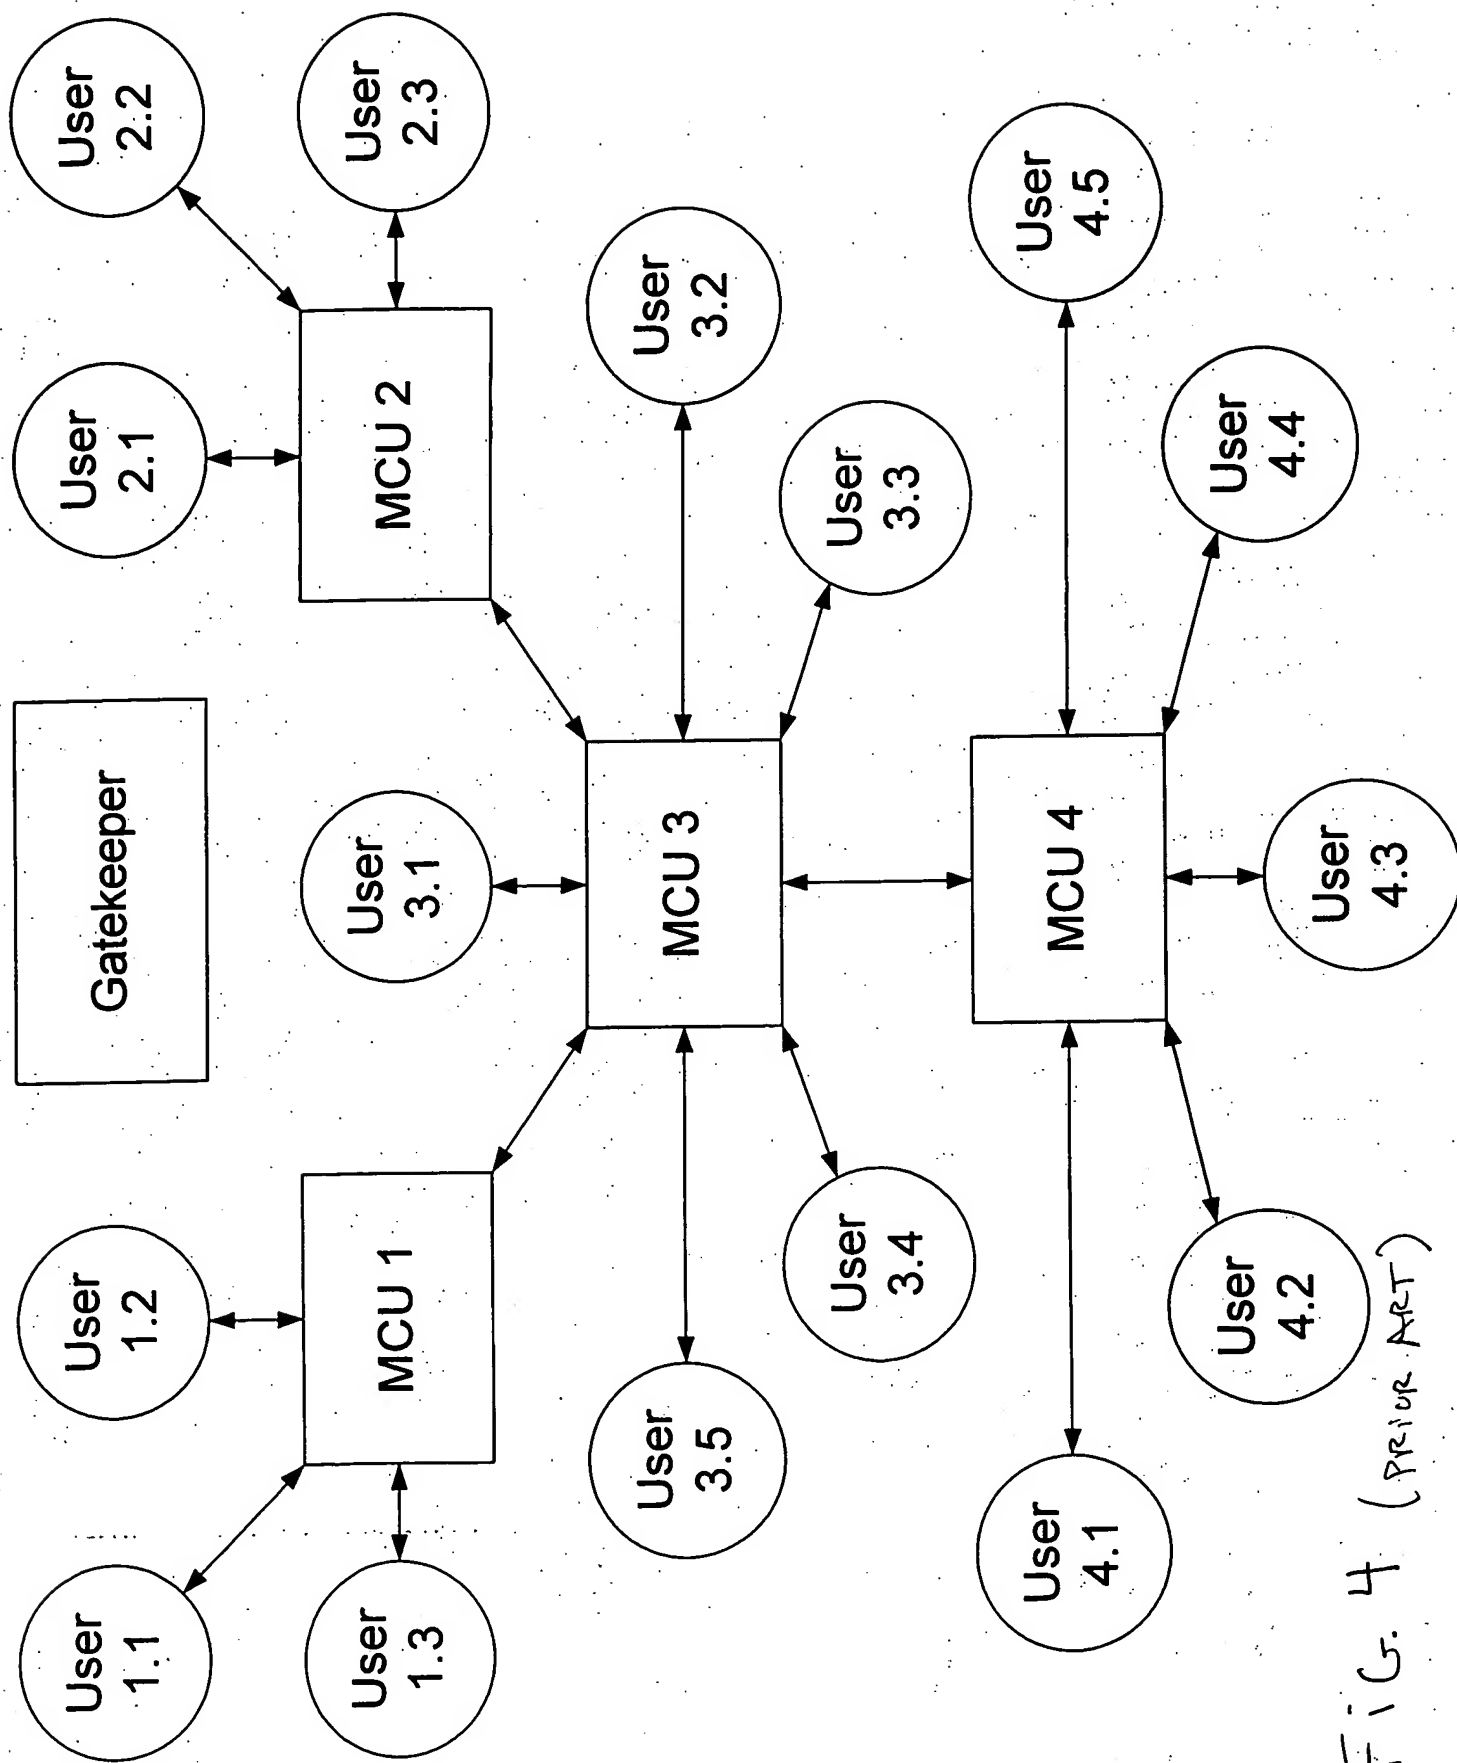 Gatekeeper
User
1.1
User
1.2
User
2.1
User
2.2
User
1.3
MCU 1
User
3.1
MCU 2
User
2.3
User
3.5
MCU 3
User
3.2
User
3.4
User
3.3
User
4.1
MCU 4
User
4.5
User
4.2
User
4.3
User
4.4
FiG. 4 (PRIOR ART)